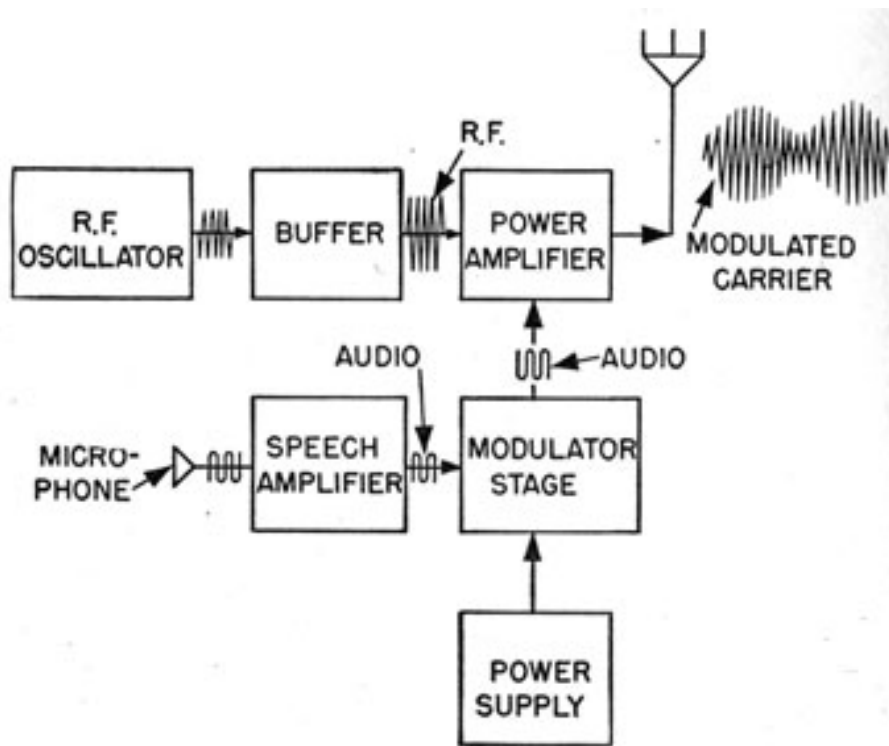 R.F.
R.F.
OSCILLATOR
BUFFER
POWER
AMPLIFIER
MODULATED
CARRIER
AUDIO
AUDIO
MICRO-
PHONE
SPEECH
AMPLIFIER
MODULATOR
STAGE
POWER
SUPPLY